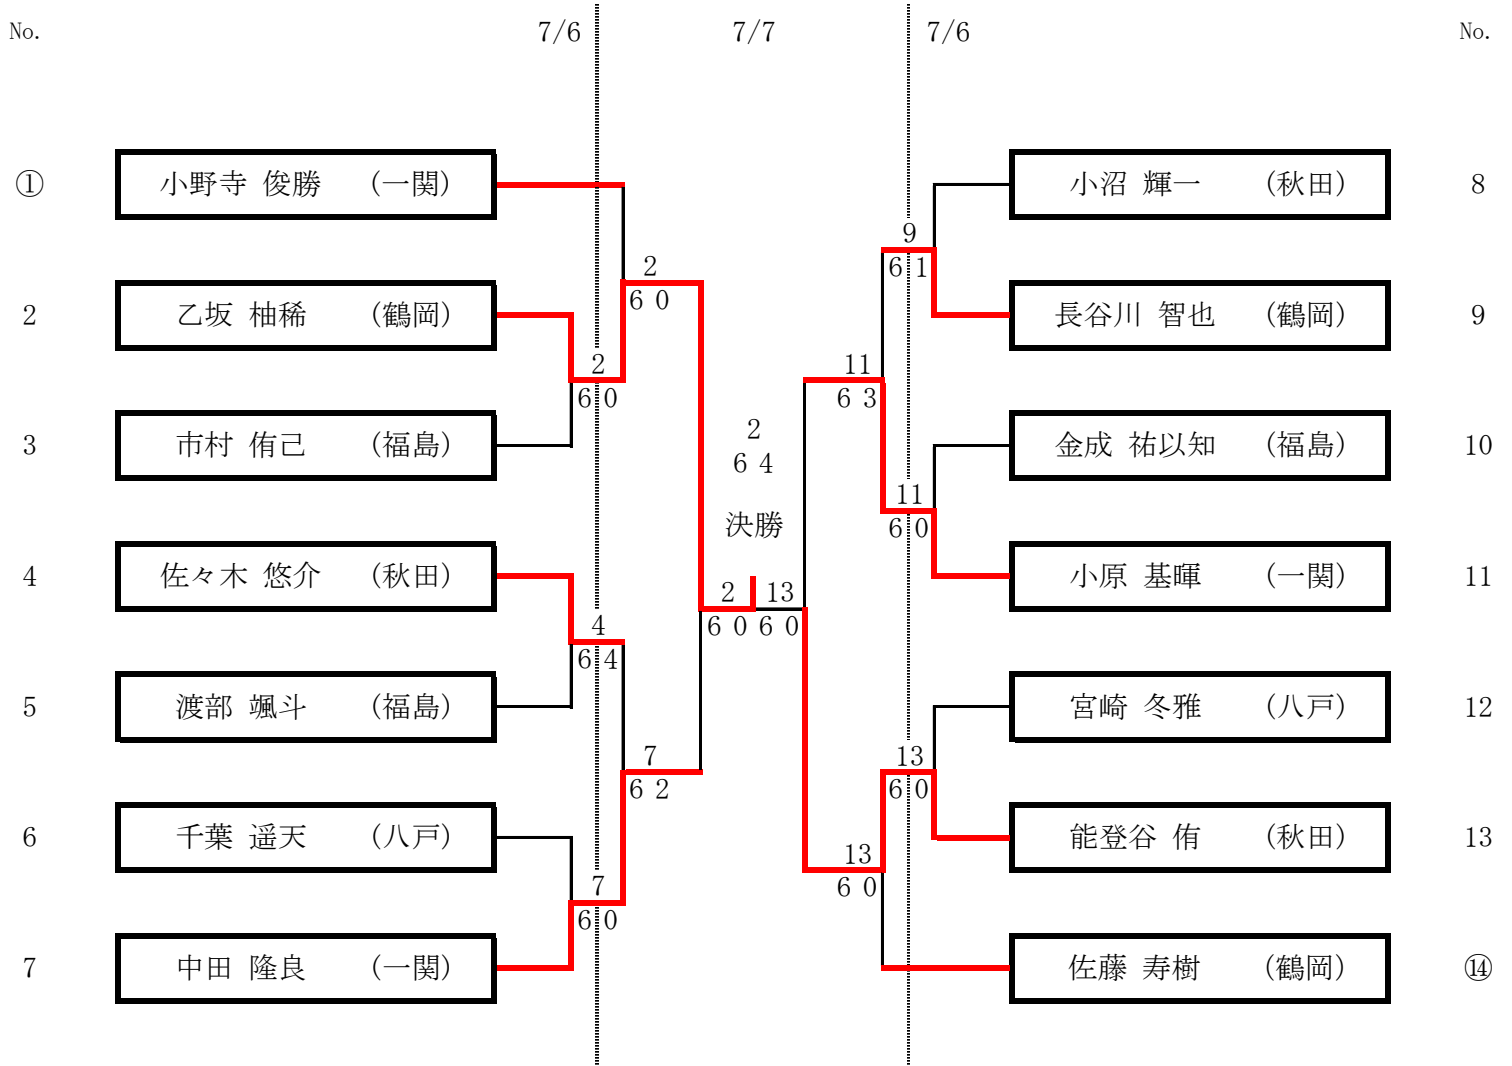 No. 7/6 7/7 7/6 No.
① 小野寺 俊勝 (一関) 小沼 輝一 (秋田) 8
9
6 1
2
6 0
2 乙坂 柚稀 (鶴岡) 長谷川 智也 (鶴岡) 9
2 11
6 0 6 3
2
3 市村 侑己 (福島) 金成 祐以知 (福島) 10
6 4
11
決勝
6 0
4 佐々木 悠介 (秋田) 小原 基暉 (一関) 11
2 13
4 6 0 6 0
6 4
5 渡部 颯斗 (福島) 宮崎 冬雅 (八戸) 12
7 13
6 2 6 0
6 千葉 遥天 (八戸) 能登谷 侑 (秋田) 13
13
7 6 0
6 0
7 中田 隆良 (一関) 佐藤 寿樹 (鶴岡) ⑭